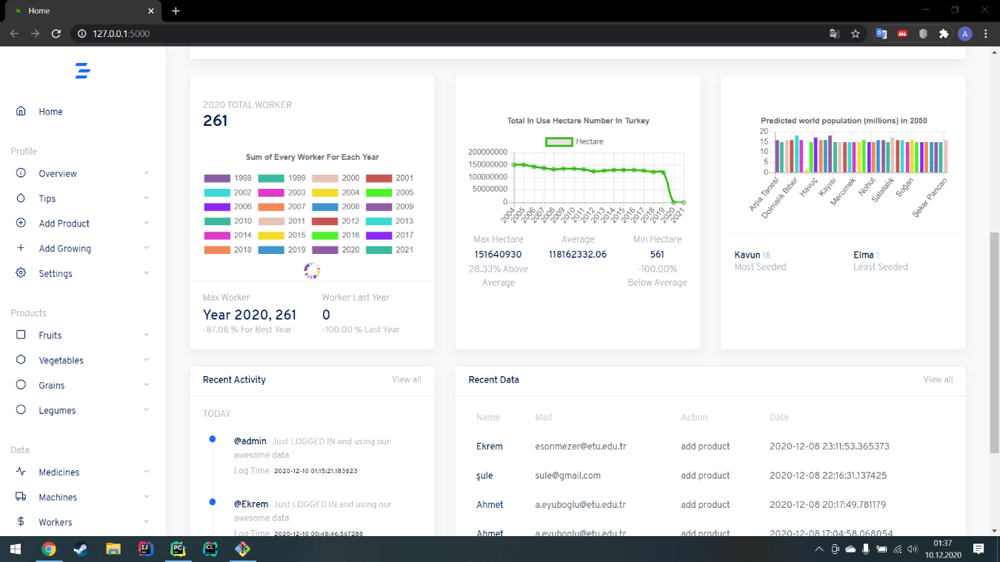 Home
127.0.0.1:5000
A
Home
Profile
Overview
Tips
Add Product
Add Growing
Settings
Products
Fruits
Vegetables
Grains
Legumes
Data
Medicines
Machines
Workers
2020 TOTAL WORKER
261
Sum of Every Worker For Each Year
1998 1999 2000 2001
2002 2003 2004 2005
2006 2007 2008 2009
2010 2011 2012 2013
2014 2015 2016 2017
2018 2019 2020 2021
Max Worker Worker Last Year
Year 2020, 261 0
-87.08 % For Best Year -100.00 % Last Year
Total In Use Hectare Number In Turkey
Hectare
200000000
150000000
100000000
50000000
0
2004 2005 2006 2007 2008 2009 2010 2011 2012 2013 2014 2015 2016 2017 2018 2019 2020 2021
Max Hectare Average Min Hectare
151640930 118162332.06 561
28.33% Above -100.00%
Average Below Average
Predicted world population (millions) in 2050
20
15
10
5
0
Arpa Tanesi Dolmalik Biber Havuç Kayısı Mercimek Nohut Salatalık Soğan Şeker Pancarı
Kavun 18 Elma 1
Most Seeded Least Seeded
Recent Activity View all
TODAY
@admin Just LOGGED IN and using our
awesome data
Log Time 2020-12-10 01:15:21.183823
@Ekrem Just LOGGED IN and using our
awesome data
Log Time 2020-12-10 00:48:46.567288
Recent Data View all
Name Mail Action Date
Ekrem esonmezer@etu.edu.tr add product 2020-12-08 23:11:53.365373
şule sule@gmail.com add product 2020-12-08 22:16:31.137425
Ahmet a.eyuboglu@etu.edu.tr add product 2020-12-08 20:17:49.781179
Ahmet a.eyuboglu@etu.edu.tr add product 2020-12-08 17:04:58.068054
IJ
PC
CL
01:37
10.12.2020